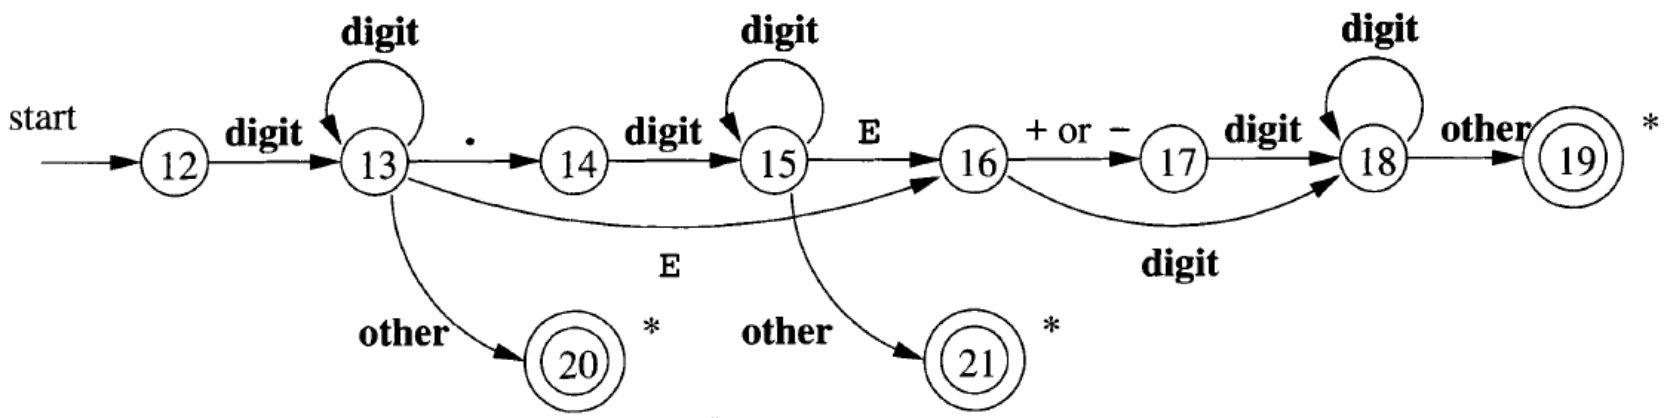 digit digit digit
start 12 digit 13 . 14 digit 15 E 16 + or - 17 digit 18 other 19 *
E digit
other 20 * other 21 *